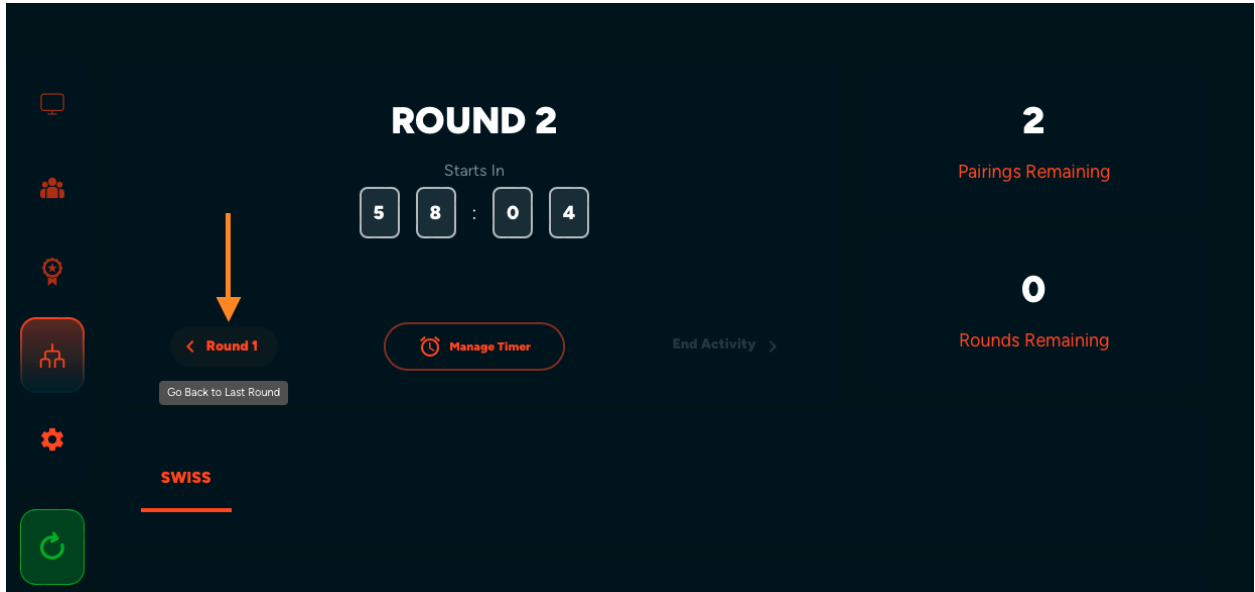 ROUND 2
Starts In
5 8 : 0 4
2
Pairings Remaining
0
Rounds Remaining
Round 1
Manage Timer
End Activity
Go Back to Last Round
SWISS